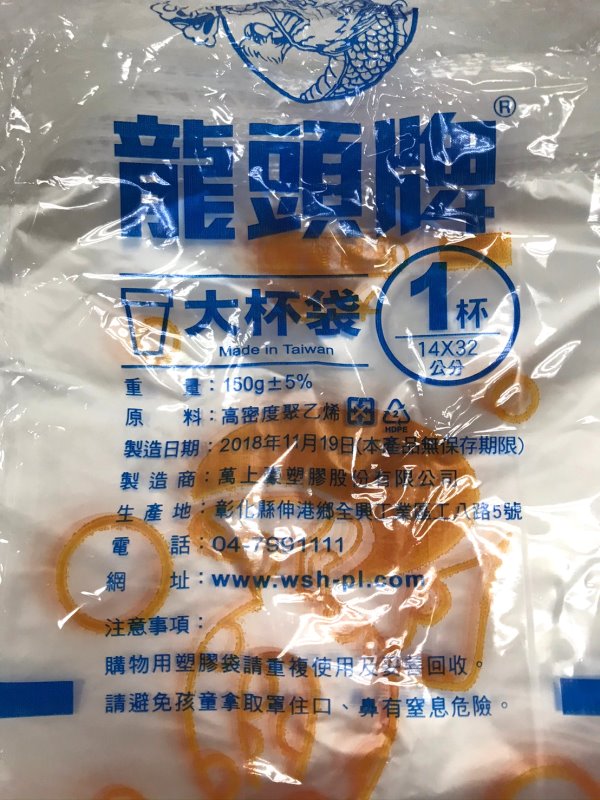 龍頭牌®
大杯袋
Made in Taiwan
1杯
14X32
公分
重量：150g±5%
原料：高密度聚乙烯
2
HDPE
製造日期：2018年11月19日(本產品無保存期限)
製造商：萬上豪塑膠股份有限公司
生產地：彰化縣伸港鄉全興工業區工八路5號
電話：04-7991111
網址：www.wsh-pl.com
注意事項：
購物用塑膠袋請重複使用及妥善回收。
請避免孩童拿取罩住口、鼻有窒息危險。